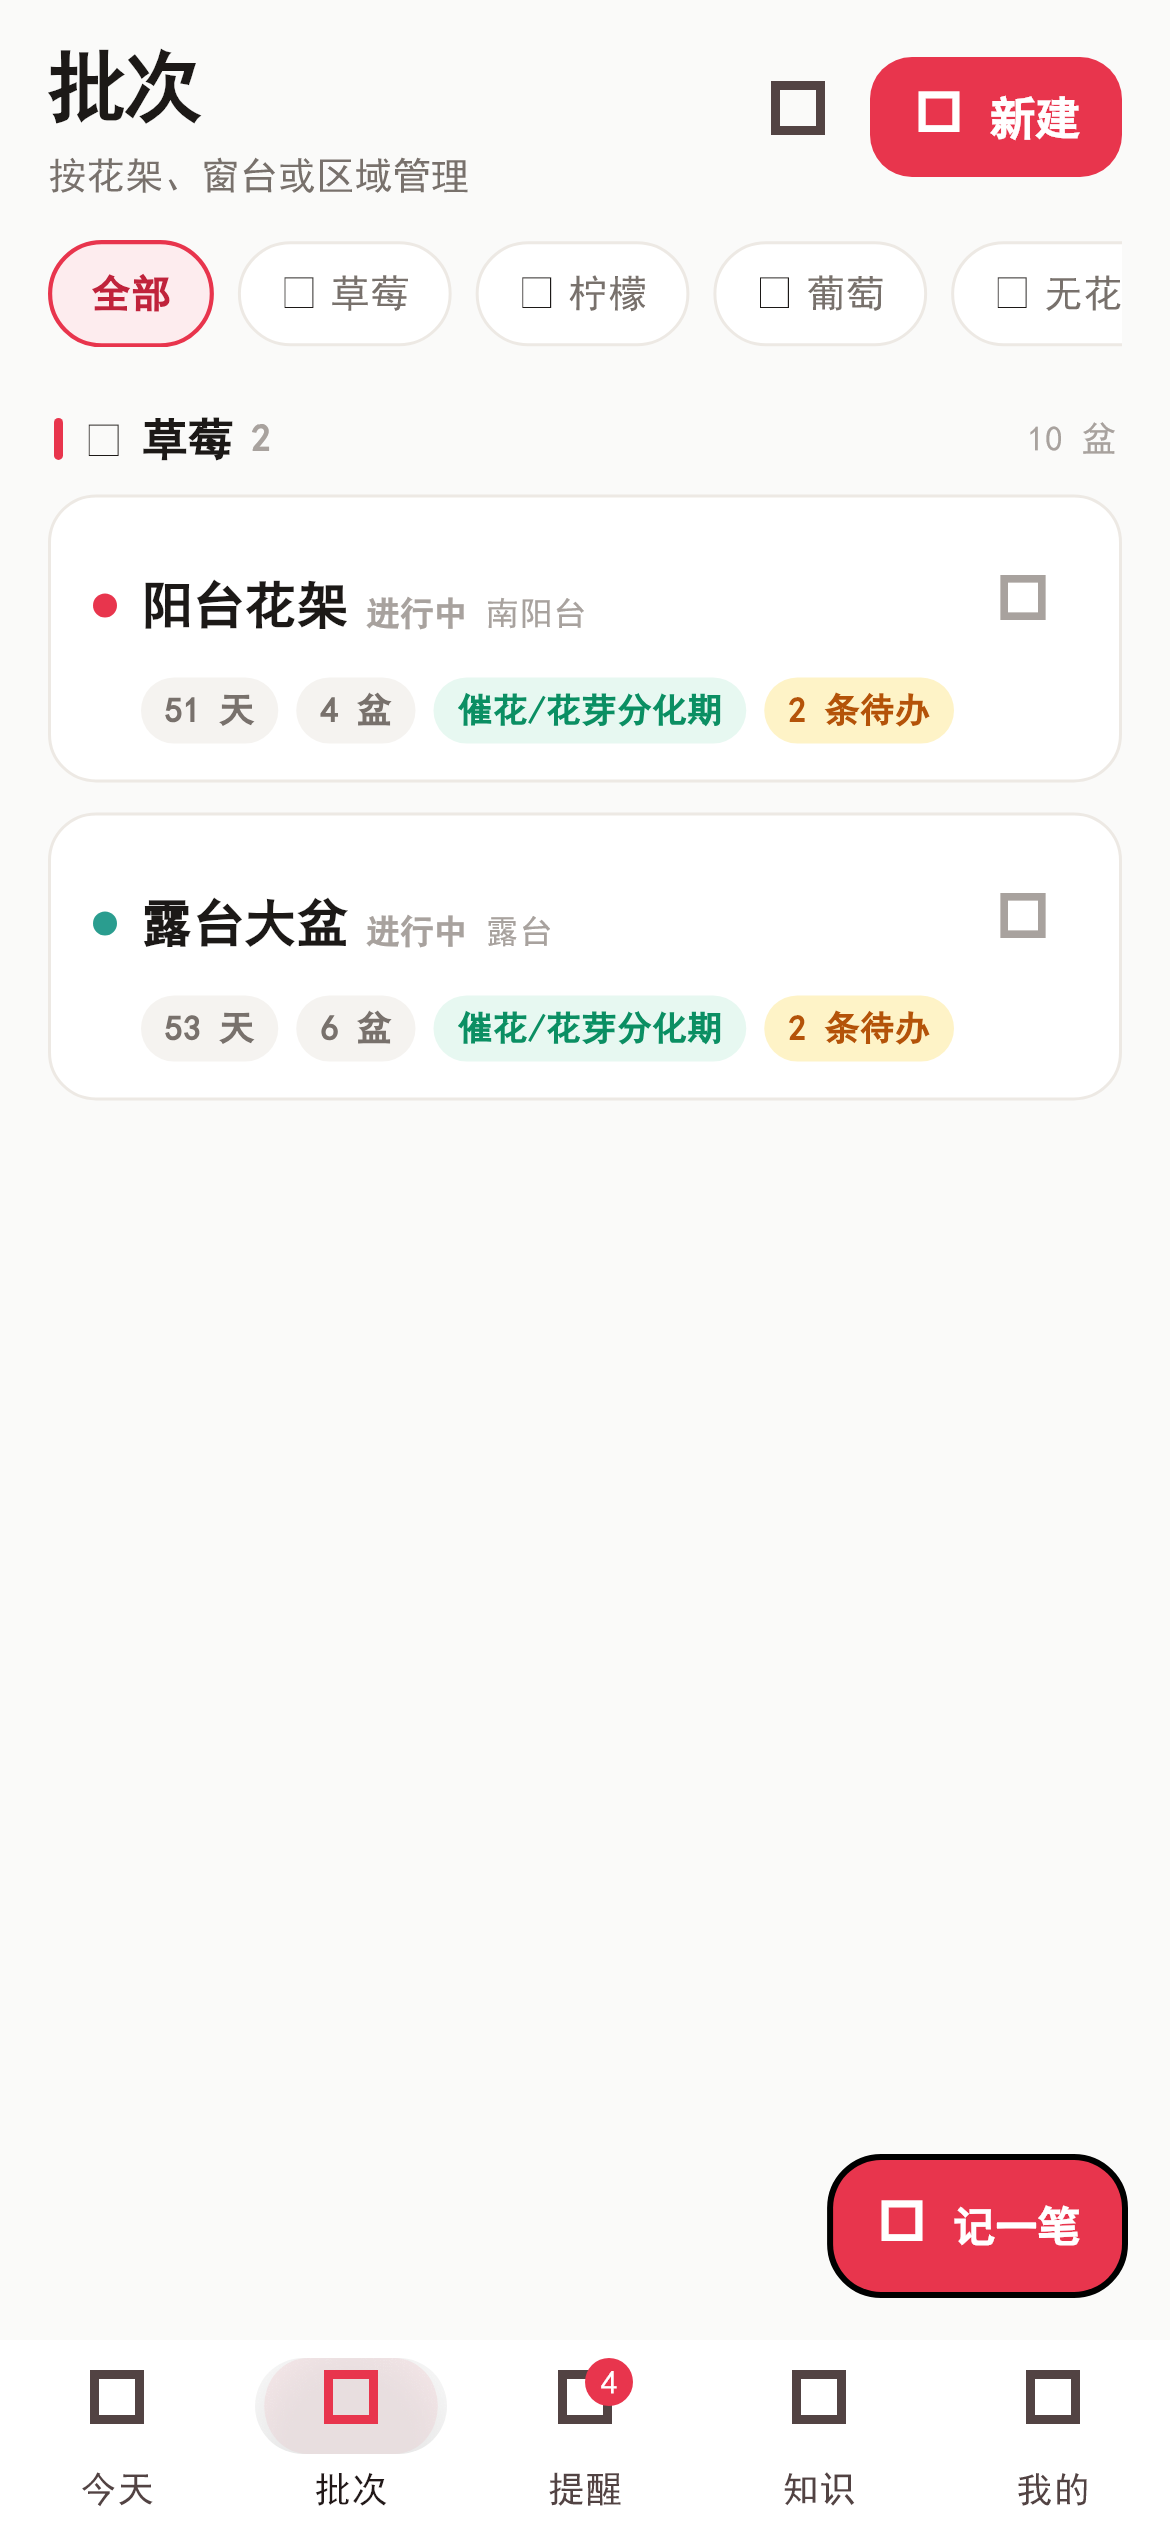 批次
按花架、窗台或区域管理
新建
全部 草莓 柠檬 葡萄 无花
草莓 2 10 盆
阳台花架 进行中 南阳台
51 天 4 盆 催花/花芽分化期 2 条待办
露台大盆 进行中 露台
53 天 6 盆 催花/花芽分化期 2 条待办
记一笔
4
今天 批次 提醒 知识 我的